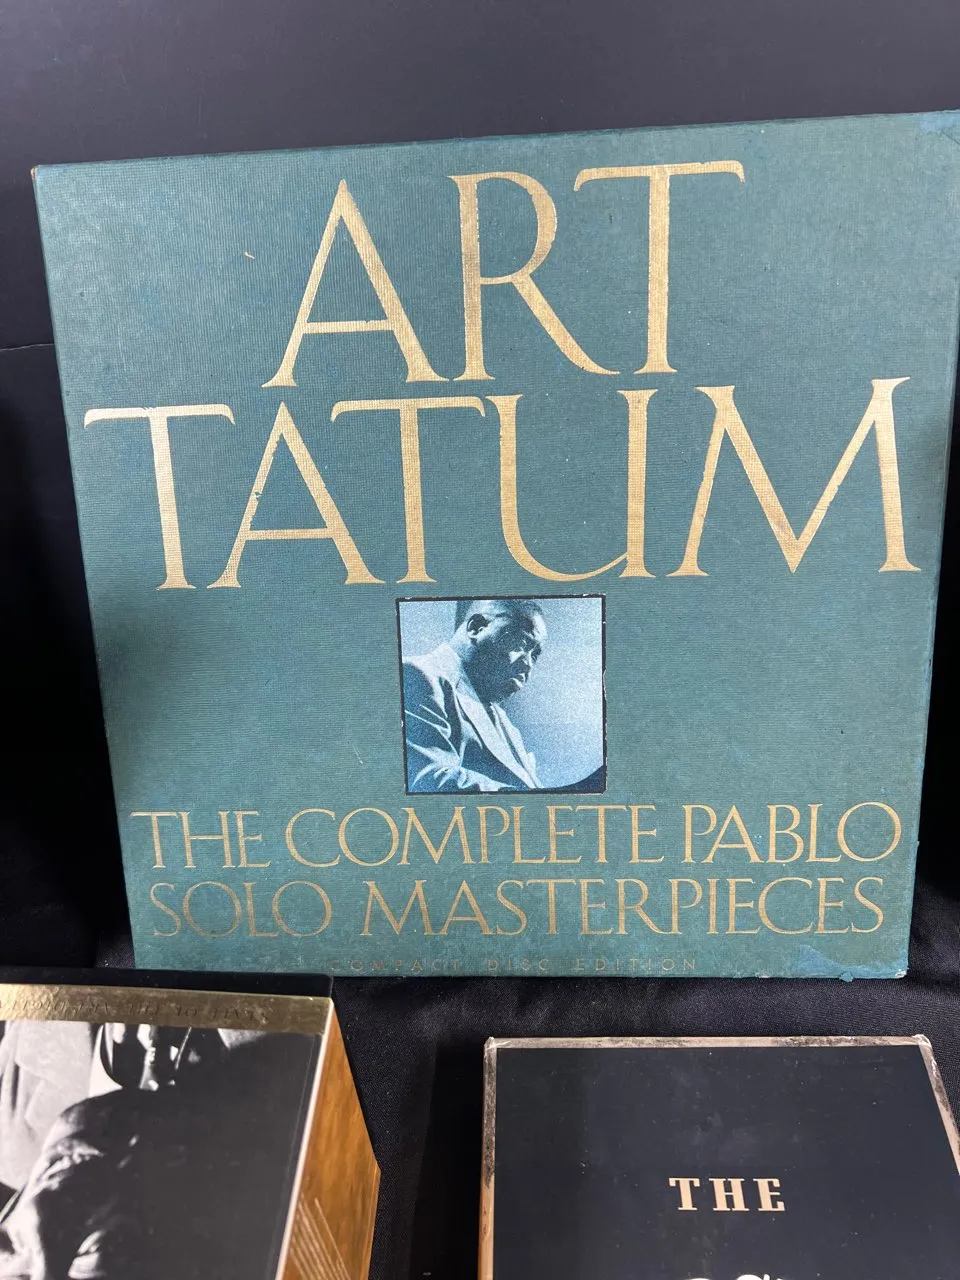 ART
TATUM
THE COMPLETE PABLO
SOLO MASTERPIECES
COMPACT DISC EDITION
THE